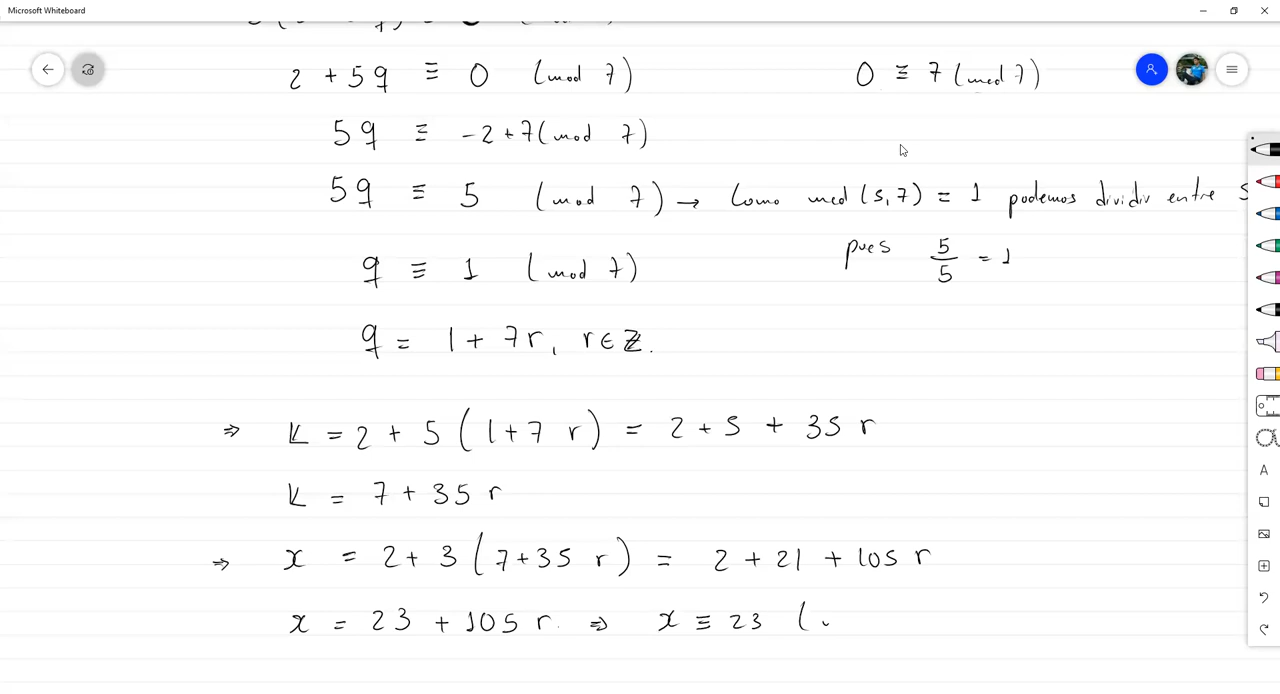 Microsoft Whiteboard
2 + 5q ≡ 0 (mod 7)
0 ≡ 7 (mod 7)
5q ≡ -2 + 7 (mod 7)
5q ≡ 5 (mod 7) → Como mcd (5, 7) = 1 podemos dividir entre 5
pues 5/5 = 1
q ≡ 1 (mod 7)
q = 1 + 7r, r ∈ Z.
⇒ K = 2 + 5 (1 + 7 r) = 2 + 5 + 35 r
K = 7 + 35 r
⇒ x = 2 + 3 (7 + 35 r) = 2 + 21 + 105 r
x = 23 + 105 r. ⇒ x ≡ 23 (